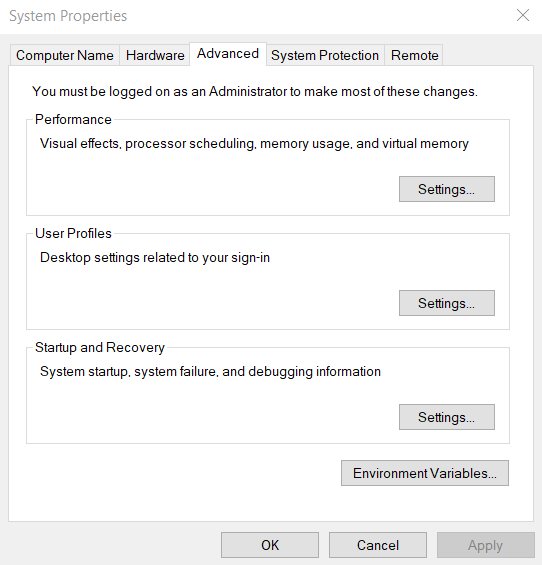 System Properties
Computer Name Hardware Advanced System Protection Remote
You must be logged on as an Administrator to make most of these changes.
Performance
Visual effects, processor scheduling, memory usage, and virtual memory
Settings...
User Profiles
Desktop settings related to your sign-in
Settings...
Startup and Recovery
System startup, system failure, and debugging information
Settings...
Environment Variables...
OK Cancel Apply